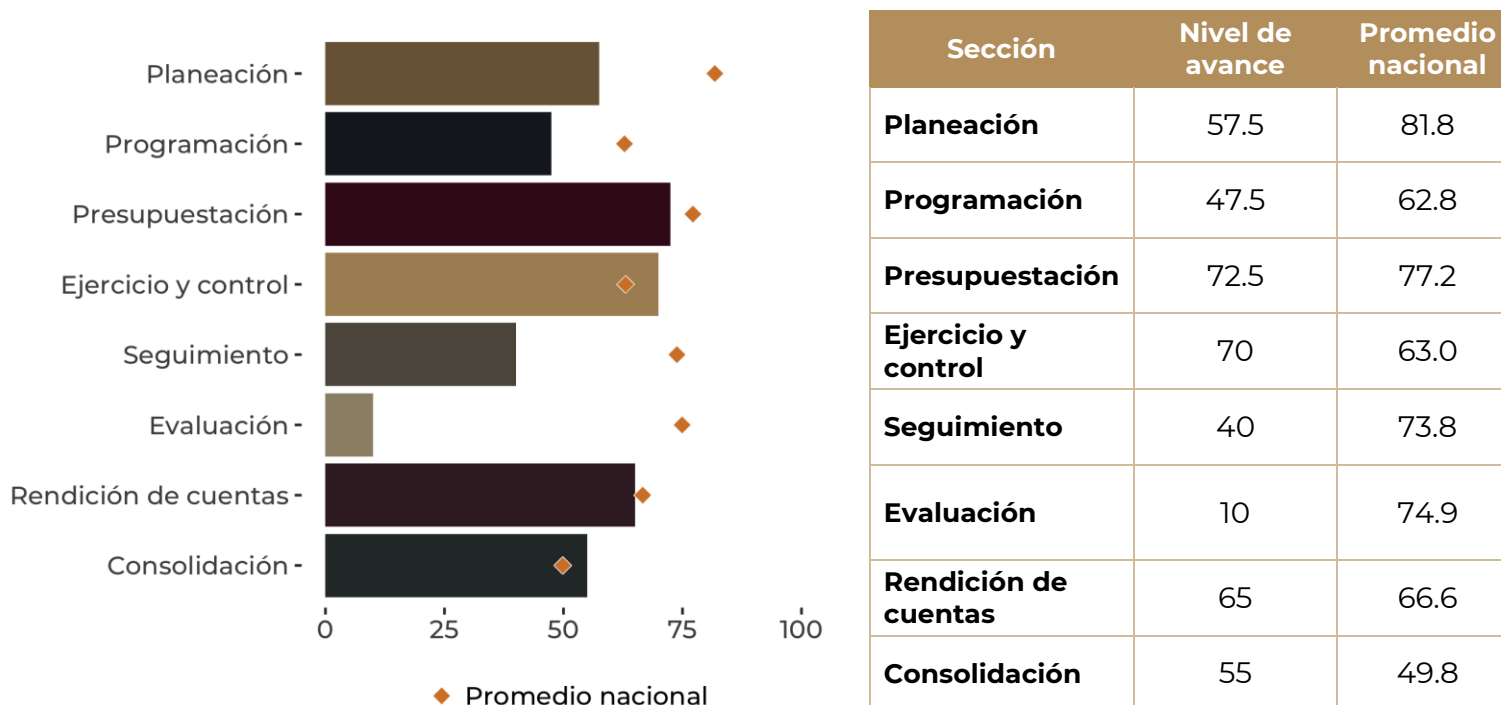 Planeación
Programación
Presupuestación
Ejercicio y control
Seguimiento
Evaluación
Rendición de cuentas
Consolidación
0 25 50 75 100
Promedio nacional
Sección Nivel de avance Promedio nacional
Planeación 57.5 81.8
Programación 47.5 62.8
Presupuestación 72.5 77.2
Ejercicio y control 70 63.0
Seguimiento 40 73.8
Evaluación 10 74.9
Rendición de cuentas 65 66.6
Consolidación 55 49.8